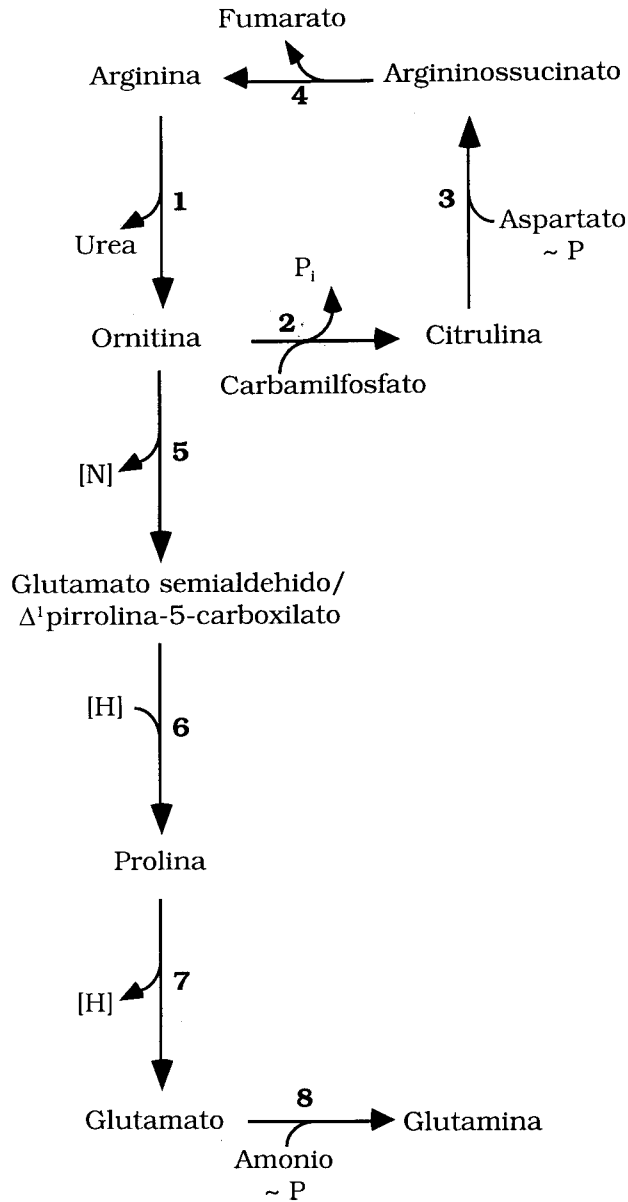 Fumarato
Arginina
4
Argininossucinato
1
Urea
3
Aspartato
~ P
Pi
Ornitina
2
Citrulina
Carbamilfosfato
5
[N]
Glutamato semialdehido/
Δ¹pirrolina-5-carboxilato
[H]
6
Prolina
7
[H]
Glutamato
8
Glutamina
Amonio
~ P